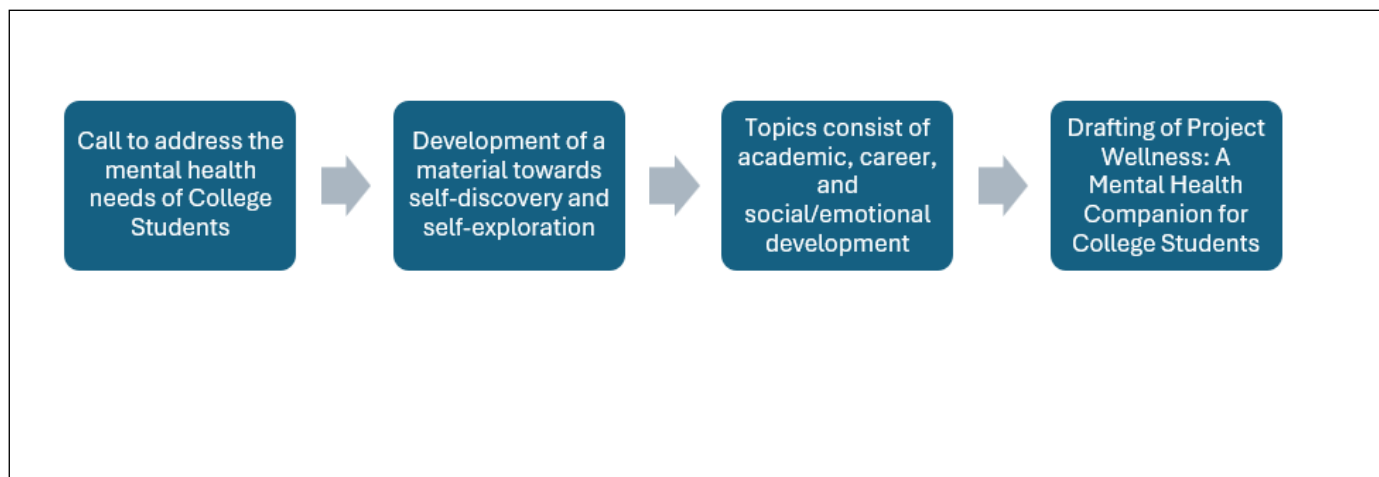 Call to address the
mental health
needs of College
Students
Development of a
material towards
self-discovery and
self-exploration
Topics consist of
academic, career,
and
social/emotional
development
Drafting of Project
Wellness: A
Mental Health
Companion for
College Students